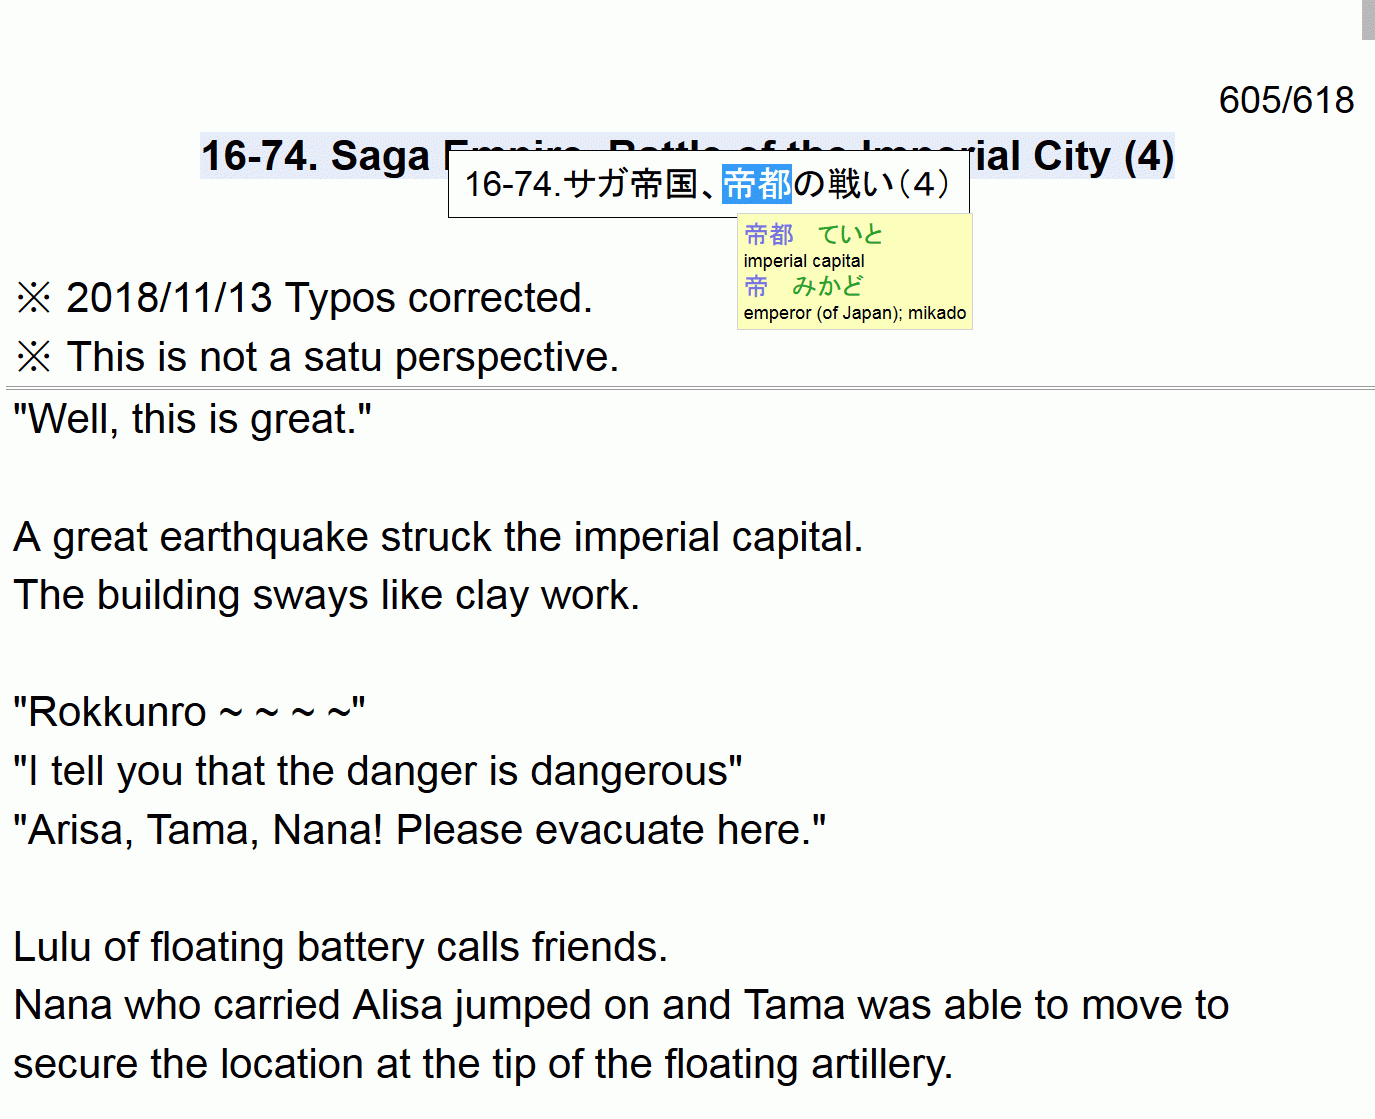 605/618
16-74. Saga Empire, Battle of the Imperial City (4)
16-74.サガ帝国、帝都の戦い（４）
帝都 ていと
imperial capital
帝 みかど
emperor (of Japan); mikado
※ 2018/11/13 Typos corrected.
※ This is not a satu perspective.
"Well, this is great."
A great earthquake struck the imperial capital.
The building sways like clay work.
"Rokkunro ~ ~ ~ ~"
"I tell you that the danger is dangerous"
"Arisa, Tama, Nana! Please evacuate here."
Lulu of floating battery calls friends.
Nana who carried Alisa jumped on and Tama was able to move to
secure the location at the tip of the floating artillery.